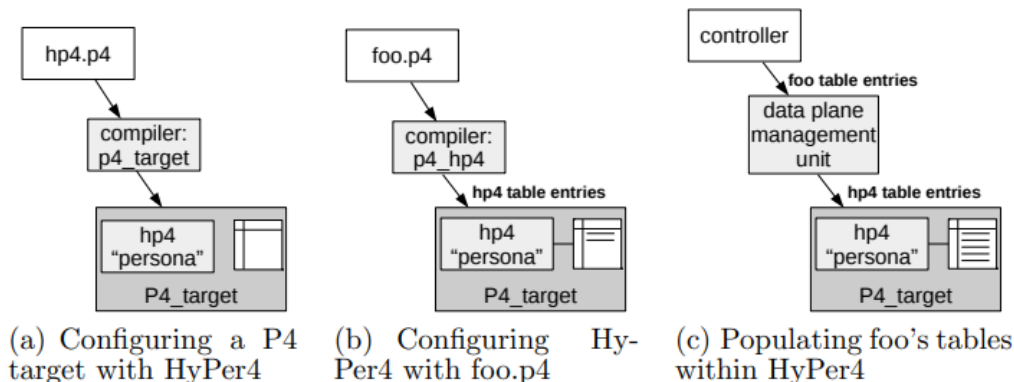 hp4.p4
compiler:
p4_target
hp4
“persona”
P4_target
(a) Configuring a P4
target with HyPer4
foo.p4
compiler:
p4_hp4
hp4 table entries
hp4
“persona”
P4_target
(b) Configuring Hy-
Per4 with foo.p4
controller
foo table entries
data plane
management
unit
hp4 table entries
hp4
“persona”
P4_target
(c) Populating foo's tables
within HyPer4